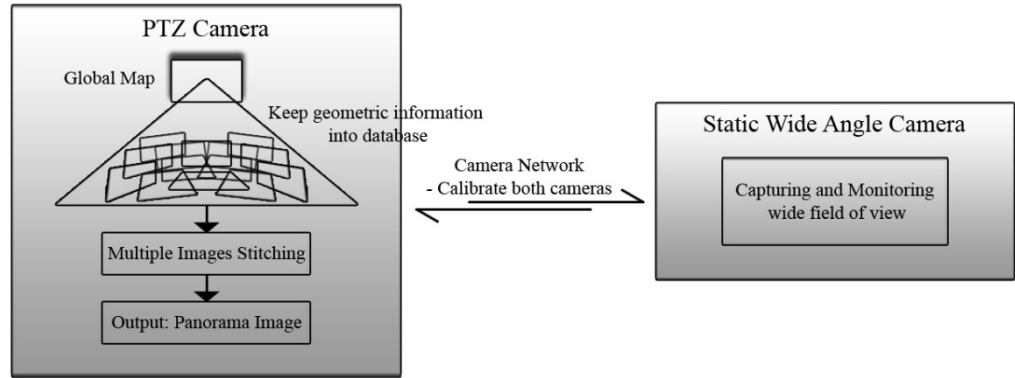 PTZ Camera
Global Map
Keep geometric information
into database
Multiple Images Stitching
Output: Panorama Image
Camera Network
- Calibrate both cameras
Static Wide Angle Camera
Capturing and Monitoring
wide field of view